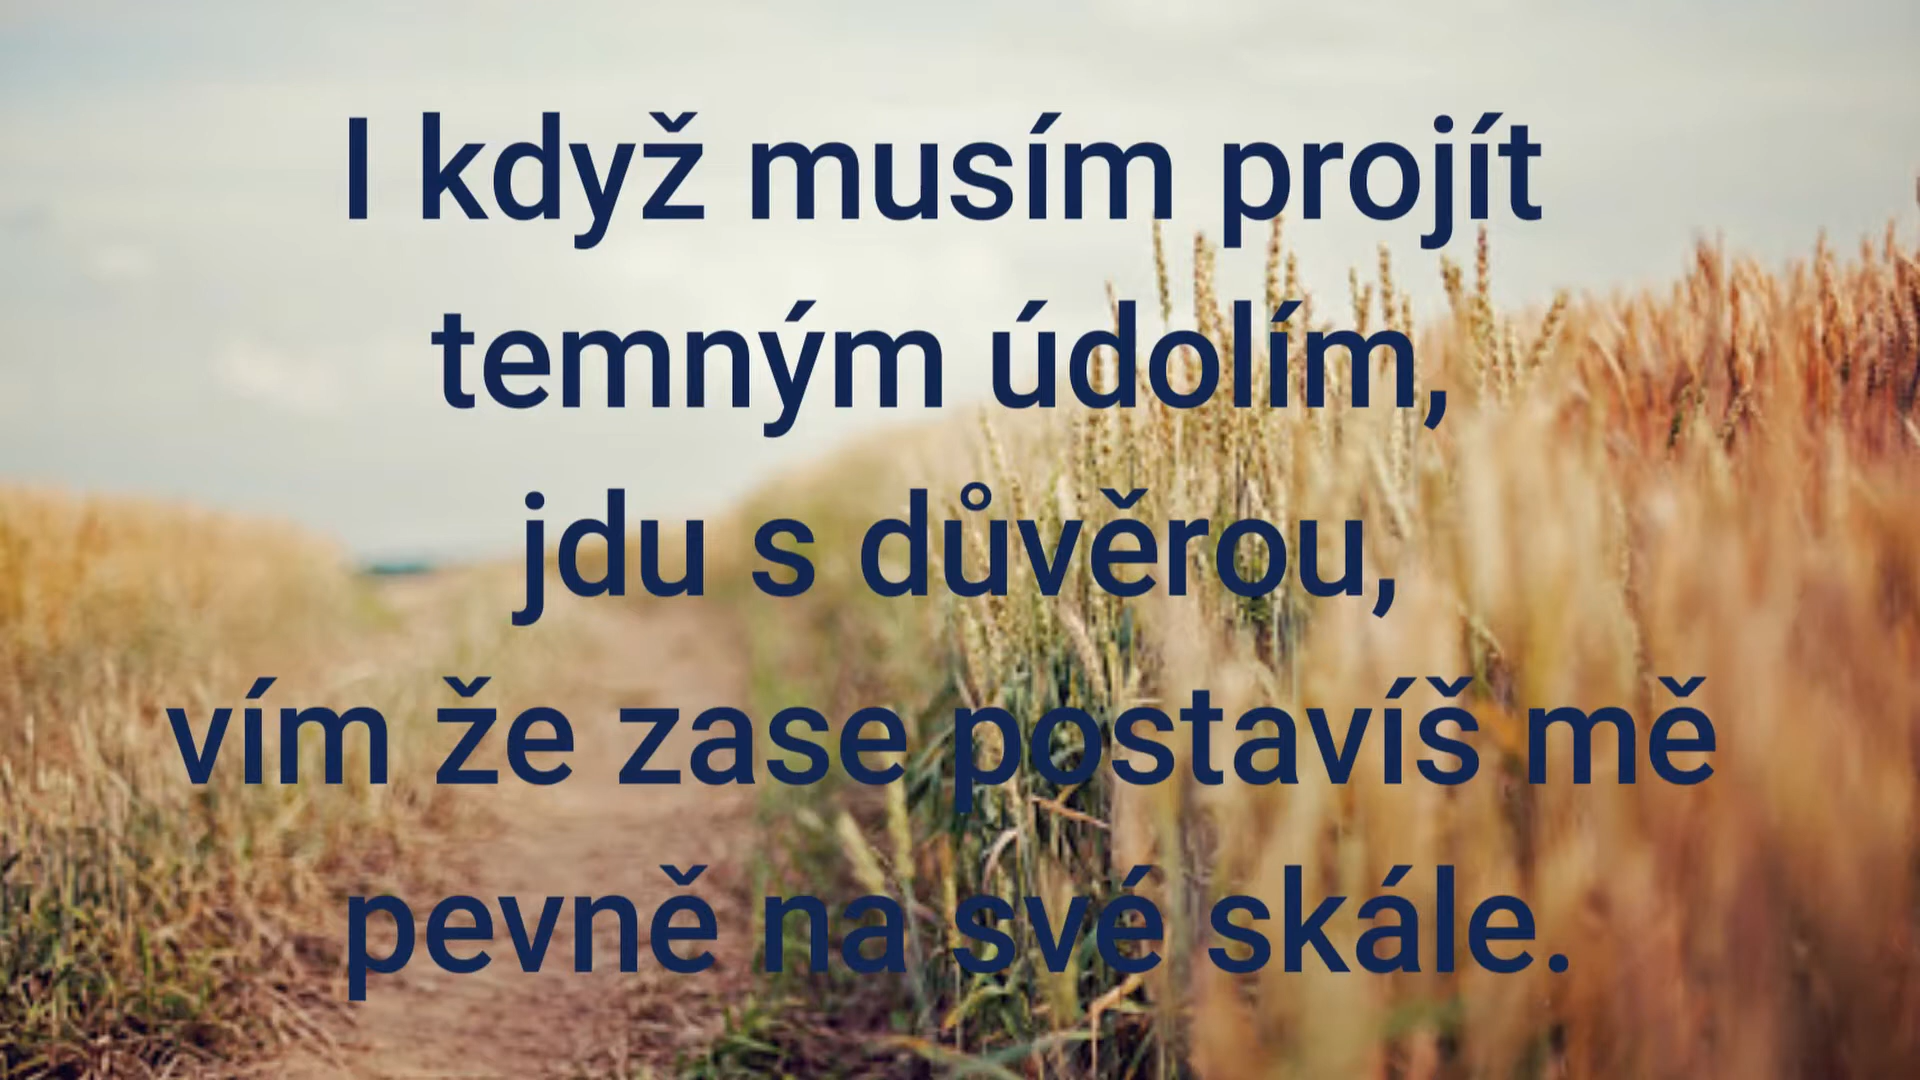 I když musím projít
temným údolím,
jdu s důvěrou,
vím že zase postavíš mě
pevně na své skále.